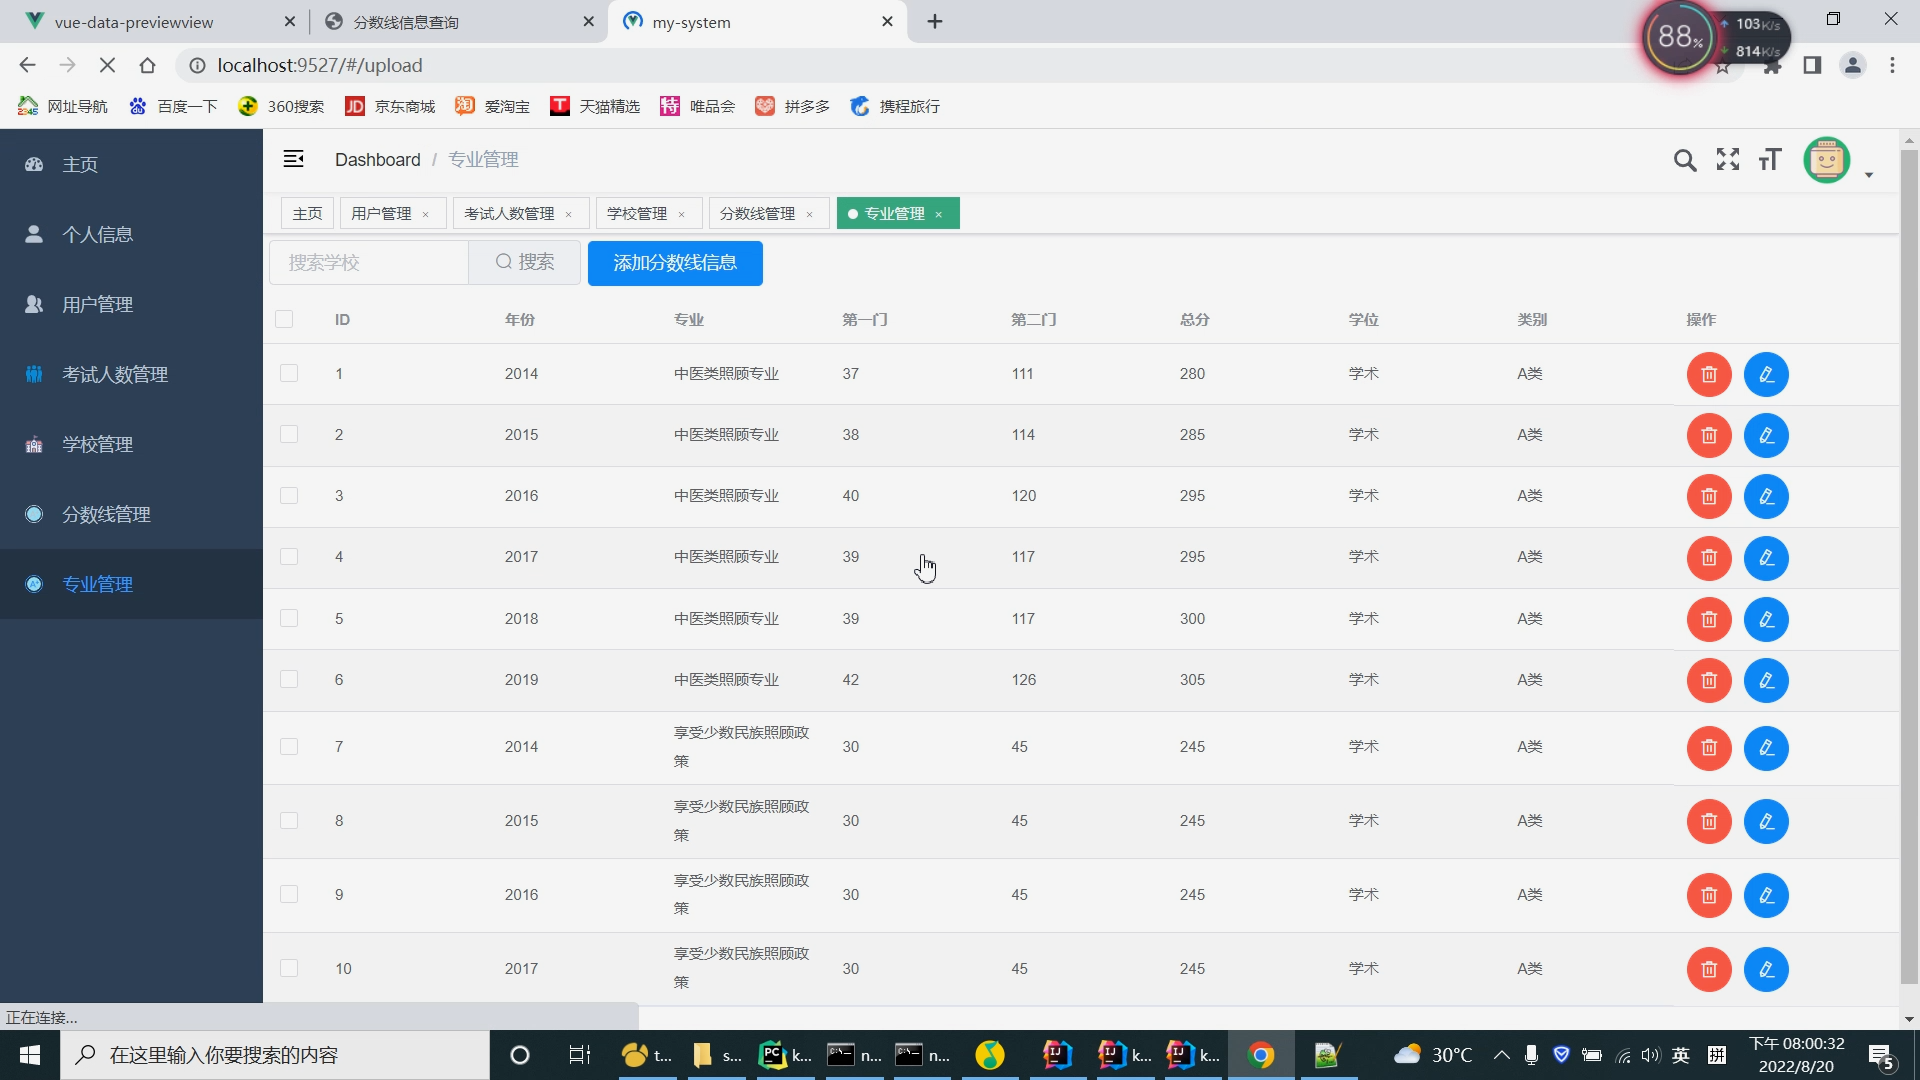 vue-data-previewview
分数线信息查询
my-system
88%
103K/s
814K/s
localhost:9527/#/upload
网址导航
百度一下
360搜索
JD 京东商城
淘 爱淘宝
T 天猫精选
特 唯品会
拼多多
携程旅行
主页
个人信息
用户管理
考试人数管理
学校管理
分数线管理
专业管理
Dashboard / 专业管理
主页 用户管理 × 考试人数管理 × 学校管理 × 分数线管理 × 专业管理 ×
搜索学校 搜索 添加分数线信息
ID 年份 专业 第一门 第二门 总分 学位 类别 操作
1 2014 中医类照顾专业 37 111 280 学术 A类
2 2015 中医类照顾专业 38 114 285 学术 A类
3 2016 中医类照顾专业 40 120 295 学术 A类
4 2017 中医类照顾专业 39 117 295 学术 A类
5 2018 中医类照顾专业 39 117 300 学术 A类
6 2019 中医类照顾专业 42 126 305 学术 A类
7 2014 享受少数民族照顾政 30 45 245 学术 A类
策
8 2015 享受少数民族照顾政 30 45 245 学术 A类
策
9 2016 享受少数民族照顾政 30 45 245 学术 A类
策
10 2017 享受少数民族照顾政 30 45 245 学术 A类
策
正在连接...
在这里输入你要搜索的内容
t...
s...
PC k...
n...
n...
IJ
IJ k...
IJ k...
30°C
英
拼
下午 08:00:32
2022/8/20
5